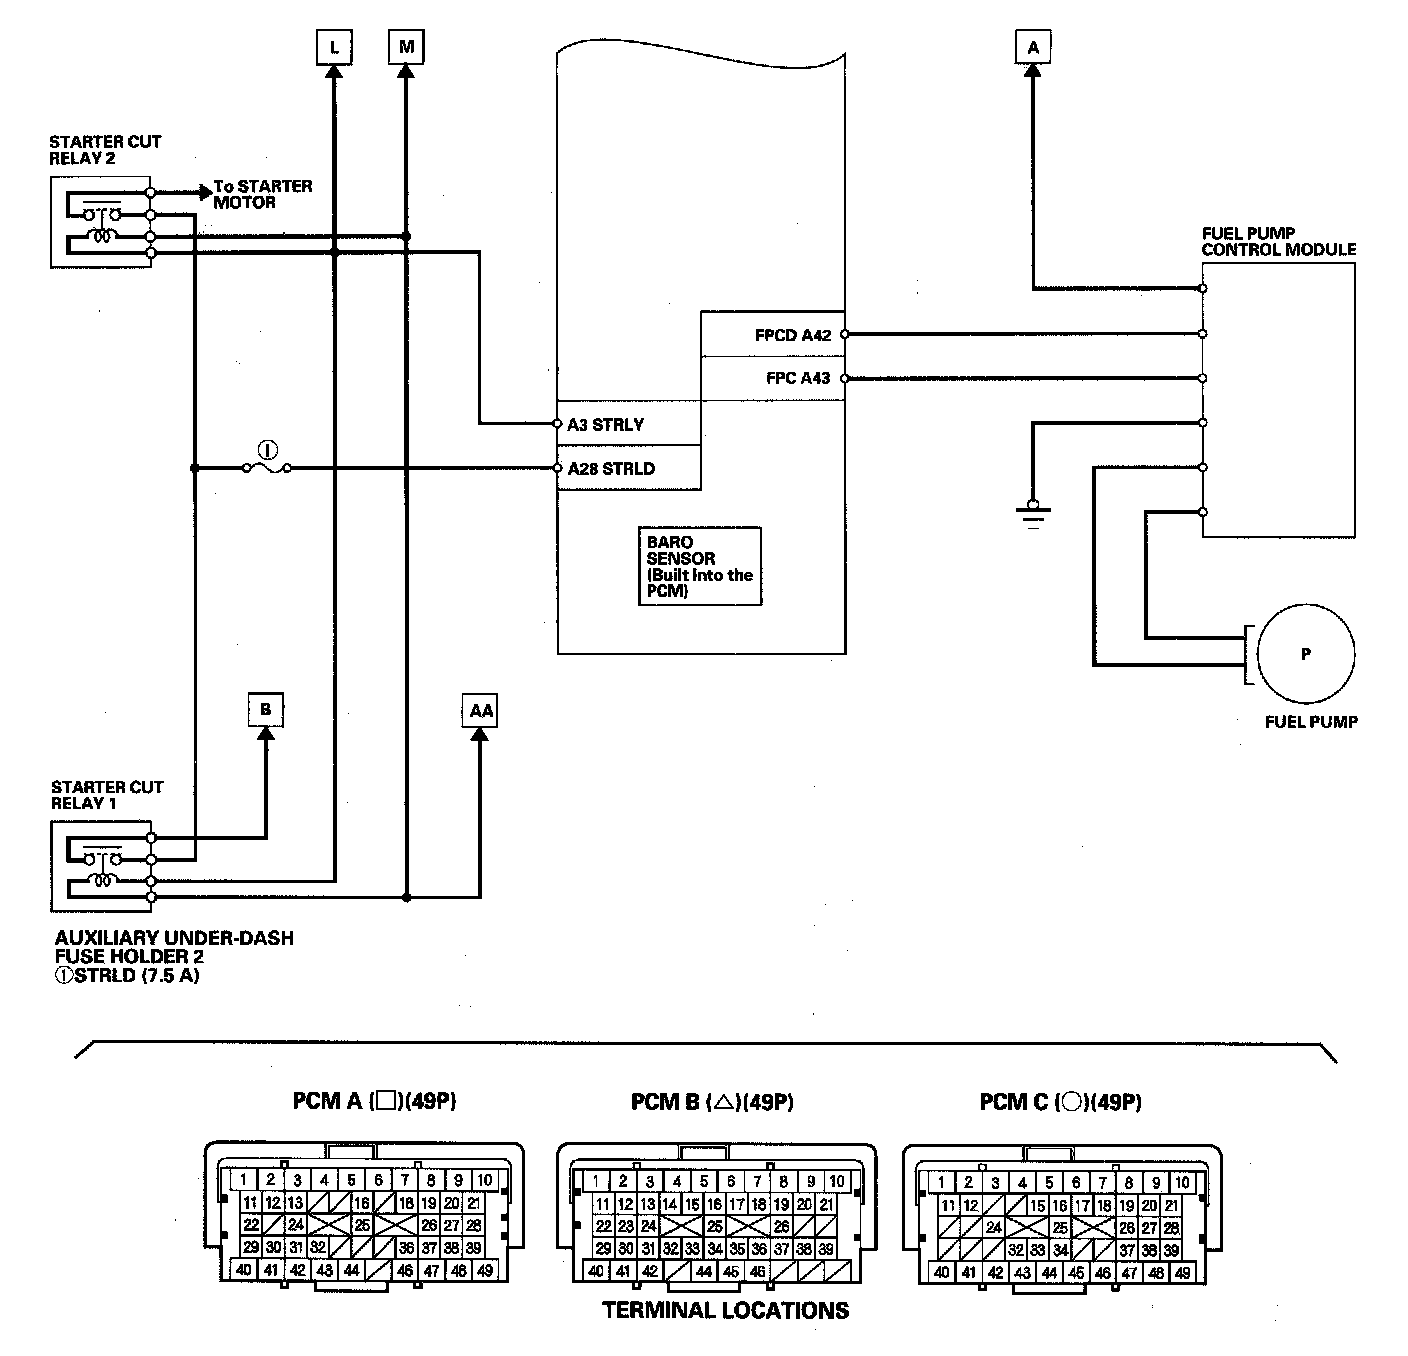 L
M
A
STARTER CUT
RELAY 2
To STARTER
MOTOR
FUEL PUMP
CONTROL MODULE
FPCD A42
FPC A43
A3 STRLY
①
A28 STRLD
BARO
SENSOR
(Built into the
PCM)
P
FUEL PUMP
B
AA
STARTER CUT
RELAY 1
AUXILIARY UNDER-DASH
FUSE HOLDER 2
①STRLD (7.5 A)
PCM A (□)(49P)
1 2 3 4 5 6 7 8 9 10
11 12 13 16 18 19 20 21
22 24 25 26 27 28
29 30 31 32 36 37 38 39
40 41 42 43 44 46 47 48 49
PCM B (△)(49P)
1 2 3 4 5 6 7 8 9 10
11 12 13 14 15 16 17 18 19 20 21
22 23 24 25 26
29 30 31 32 33 34 35 36 37 38 39
40 41 42 44 45 46
PCM C (○)(49P)
1 2 3 4 5 6 7 8 9 10
11 12 15 16 17 18 19 20 21
24 25 26 27 28
32 33 34 37 38 39
40 41 42 43 44 45 46 47 48 49
TERMINAL LOCATIONS